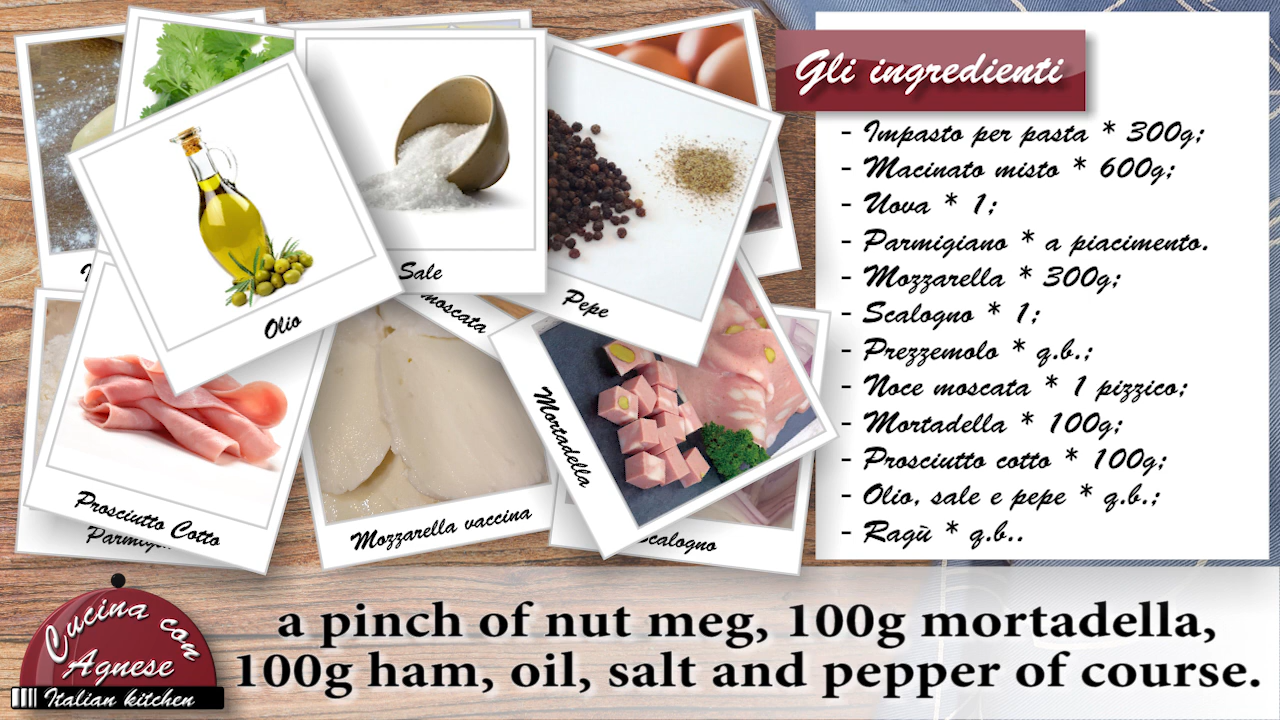 Gli ingredienti
- Impasto per pasta * 300g;
- Macinato misto * 600g;
- Uova * 1;
- Parmigiano * a piacimento.
- Mozzarella * 300g;
- Scalogno * 1;
- Prezzemolo * q.b.;
- Noce moscata * 1 pizzico;
- Mortadella * 100g;
- Prosciutto cotto * 100g;
- Olio, sale e pepe * q.b.;
- Ragù * q.b..
Olio
Sale
moscata
Pepe
Prosciutto Cotto
Mozzarella vaccina
Mortadella
Scalogno
Cucina con
Agnese
Italian kitchen
a pinch of nut meg, 100g mortadella,
100g ham, oil, salt and pepper of course.